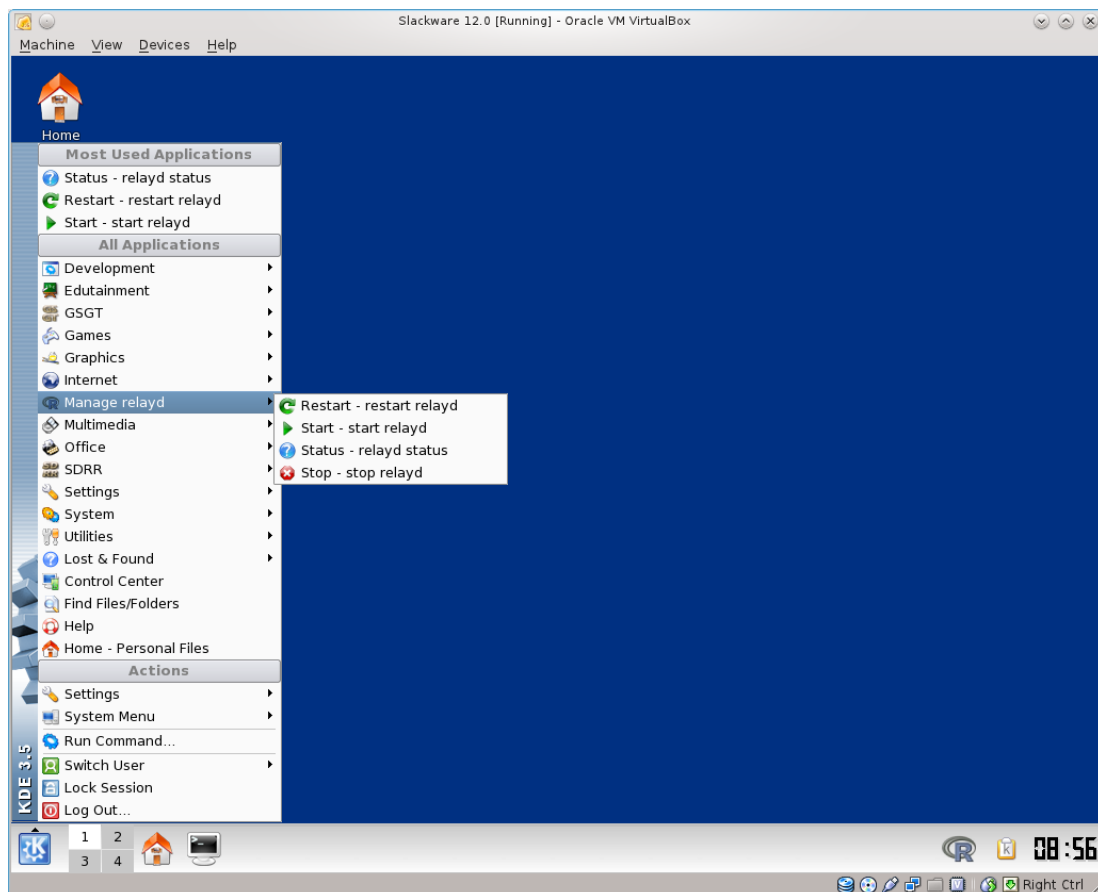 Slackware 12.0 [Running] - Oracle VM VirtualBox
Machine View Devices Help
Home
Most Used Applications
Status - relayd status
Restart - restart relayd
Start - start relayd
All Applications
Development
Edutainment
GSGT
Games
Graphics
Internet
Manage relayd
Restart - restart relayd
Start - start relayd
Status - relayd status
Stop - stop relayd
Multimedia
Office
SDRR
Settings
System
Utilities
Lost & Found
Control Center
Find Files/Folders
Help
Home - Personal Files
Actions
Settings
System Menu
Run Command...
Switch User
Lock Session
Log Out...
KDE 3.5
1 2
3 4
08:56
Right Ctrl